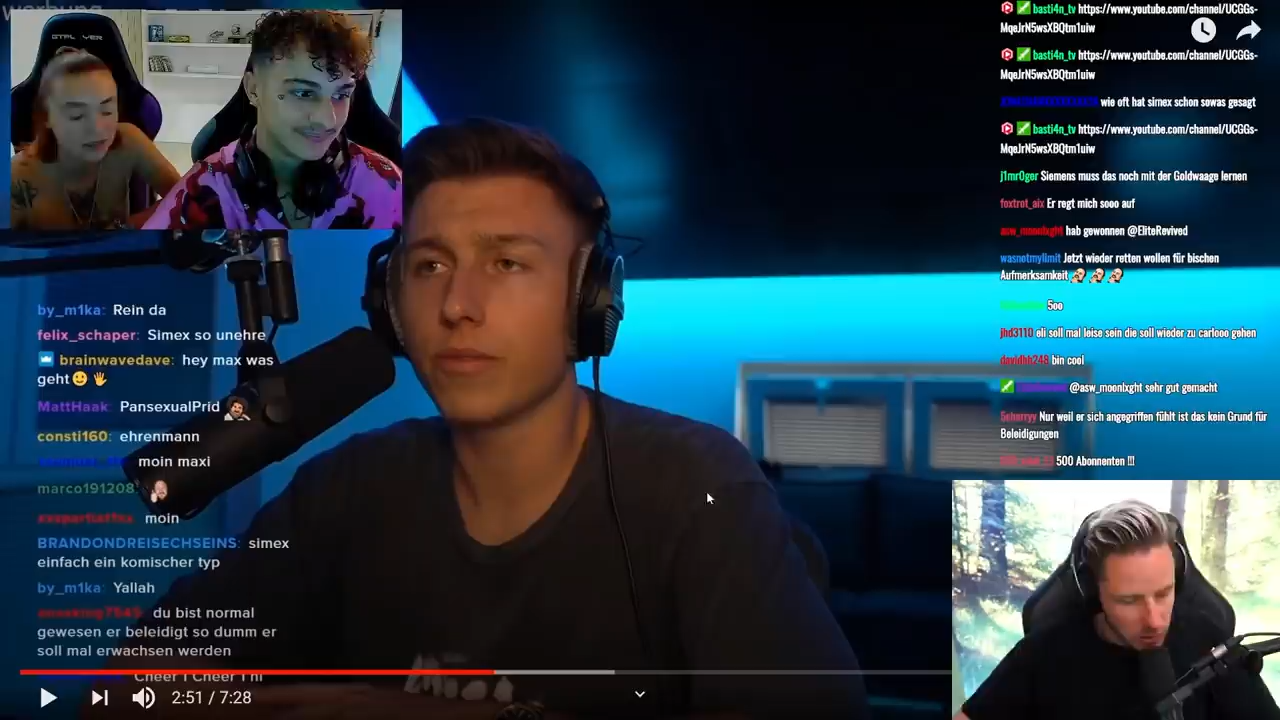 werbung
GTPLAYER
by_m1ka: Rein da
felix_schaper: Simex so unehre
brainwavedave: hey max was
geht
MattHaak: PansexualPrid
consti160: ehrenmann
moin maxi
marco191208:
moin
BRANDONDREISECHSEINS: simex
einfach ein komischer typ
by_m1ka: Yallah
du bist normal
gewesen er beleidigt so dumm er
soll mal erwachsen werden
2:51 / 7:28
basti4n_tv https://www.youtube.com/channel/UCGGs-
MqeJrN5wsXBQtm1uiw
basti4n_tv https://www.youtube.com/channel/UCGGs-
MqeJrN5wsXBQtm1uiw
wie oft hat simex schon sowas gesagt
basti4n_tv https://www.youtube.com/channel/UCGGs-
MqeJrN5wsXBQtm1uiw
j1mr0ger Siemens muss das noch mit der Goldwaage lernen
foxtrot_aix Er regt mich sooo auf
asw_moonlxght hab gewonnen @EliteRevived
wasnotmylimit Jetzt wieder retten wollen für bischen
Aufmerksamkeit
5oo
jhd3110 eli soll mal leise sein die soll wieder zu carleoo gehen
davidhh248 bin cool
@asw_moonlxght sehr gut gemacht
5cherryy Nur weil er sich angegriffen fühlt ist das kein Grund für
Beleidigungen
500 Abonnenten !!!